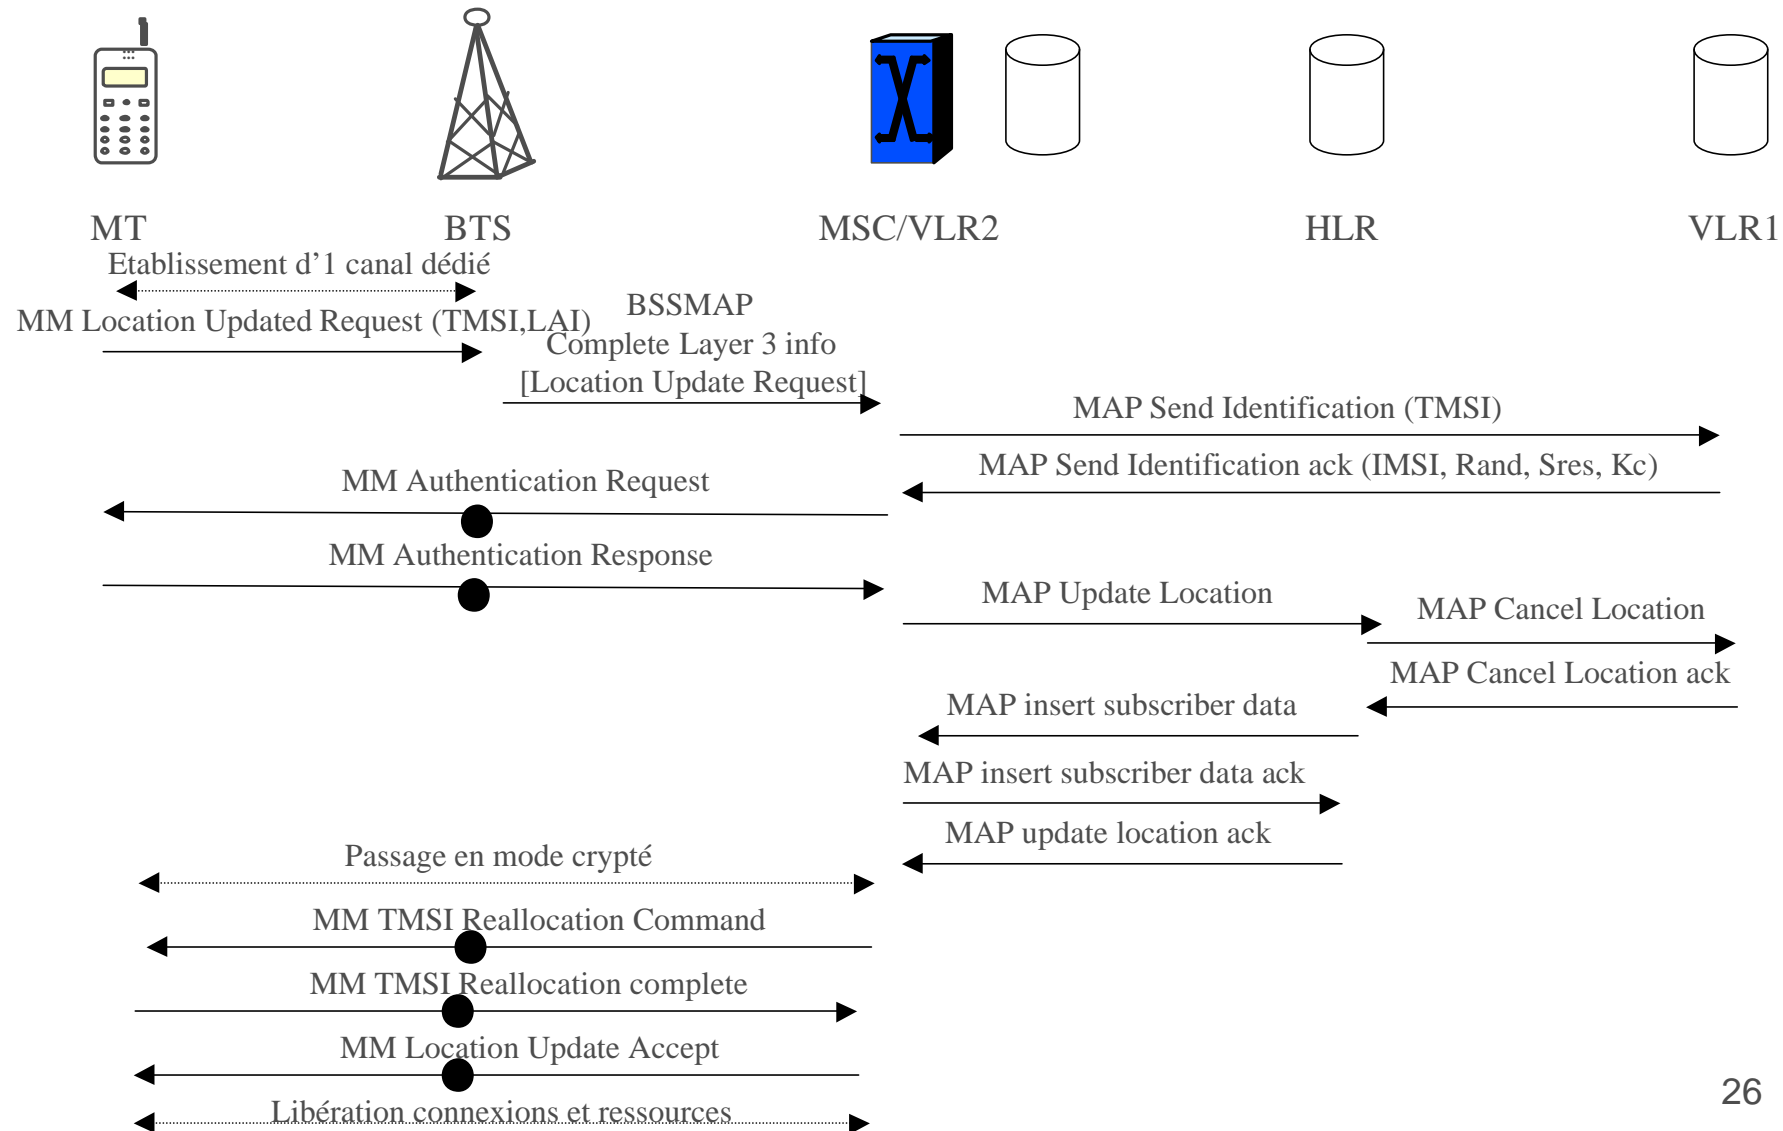 MT
BTS
MSC/VLR2
HLR
VLR1
Etablissement d’1 canal dédié
MM Location Updated Request (TMSI,LAI)
BSSMAP
Complete Layer 3 info
[Location Update Request]
MAP Send Identification (TMSI)
MAP Send Identification ack (IMSI, Rand, Sres, Kc)
MM Authentication Request
MM Authentication Response
MAP Update Location
MAP Cancel Location
MAP Cancel Location ack
MAP insert subscriber data
MAP insert subscriber data ack
MAP update location ack
Passage en mode crypté
MM TMSI Reallocation Command
MM TMSI Reallocation complete
MM Location Update Accept
Libération connexions et ressources
26